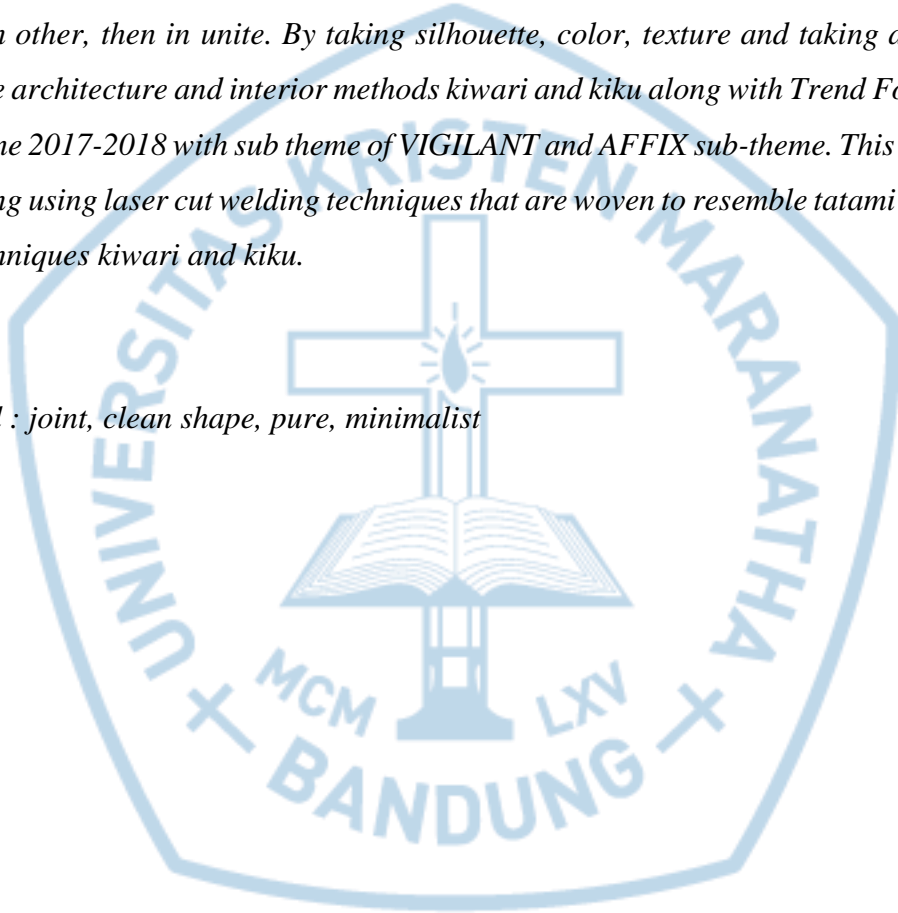 n other, then in unite. By taking silhouette, color, texture and taking a
e architecture and interior methods kiwari and kiku along with Trend Fo
ne 2017-2018 with sub theme of VIGILANT and AFFIX sub-theme. This
ng using laser cut welding techniques that are woven to resemble tatami
hniques kiwari and kiku.
: joint, clean shape, pure, minimalist
UNIVERSITAS KRISTEN MARANATHA
MCM LXV
BANDUNG